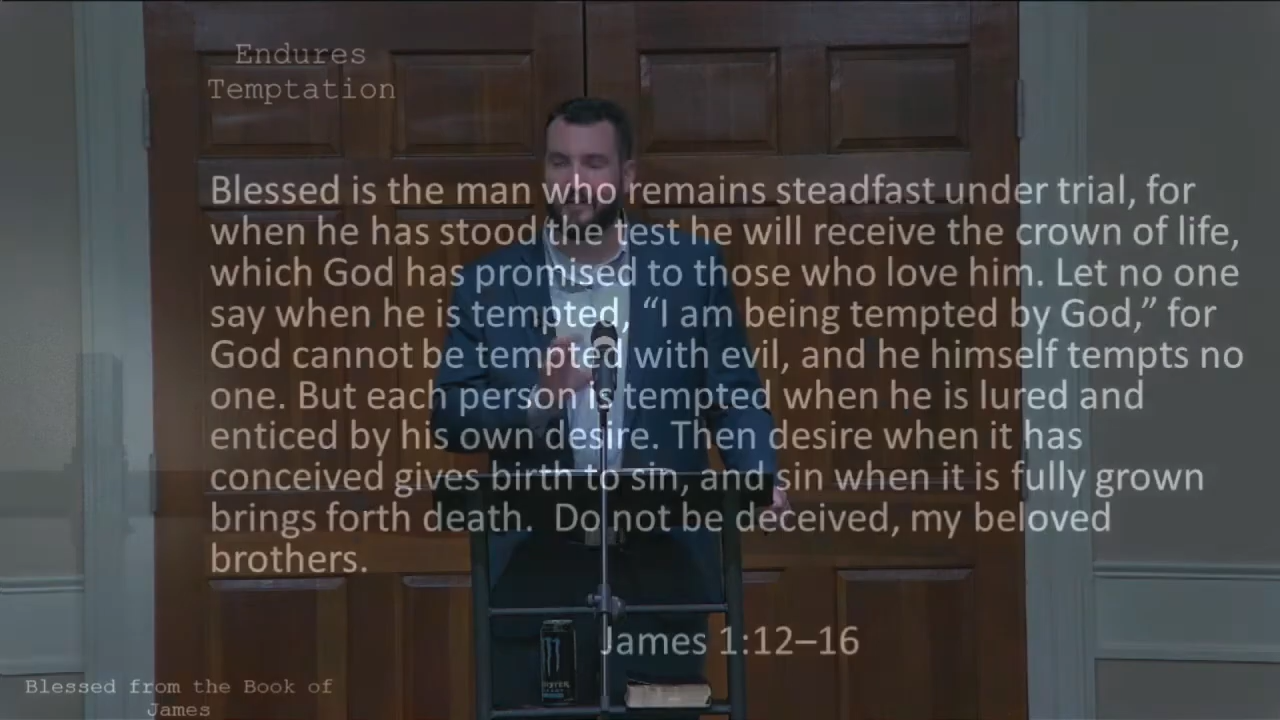 Endures
Temptation
Blessed is the man who remains steadfast under trial, for
when he has stood the test he will receive the crown of life,
which God has promised to those who love him. Let no one
say when he is tempted, “I am being tempted by God,” for
God cannot be tempted with evil, and he himself tempts no
one. But each person is tempted when he is lured and
enticed by his own desire. Then desire when it has
conceived gives birth to sin, and sin when it is fully grown
brings forth death.  Do not be deceived, my beloved
brothers.
James 1:12–16
Blessed from the Book of
James